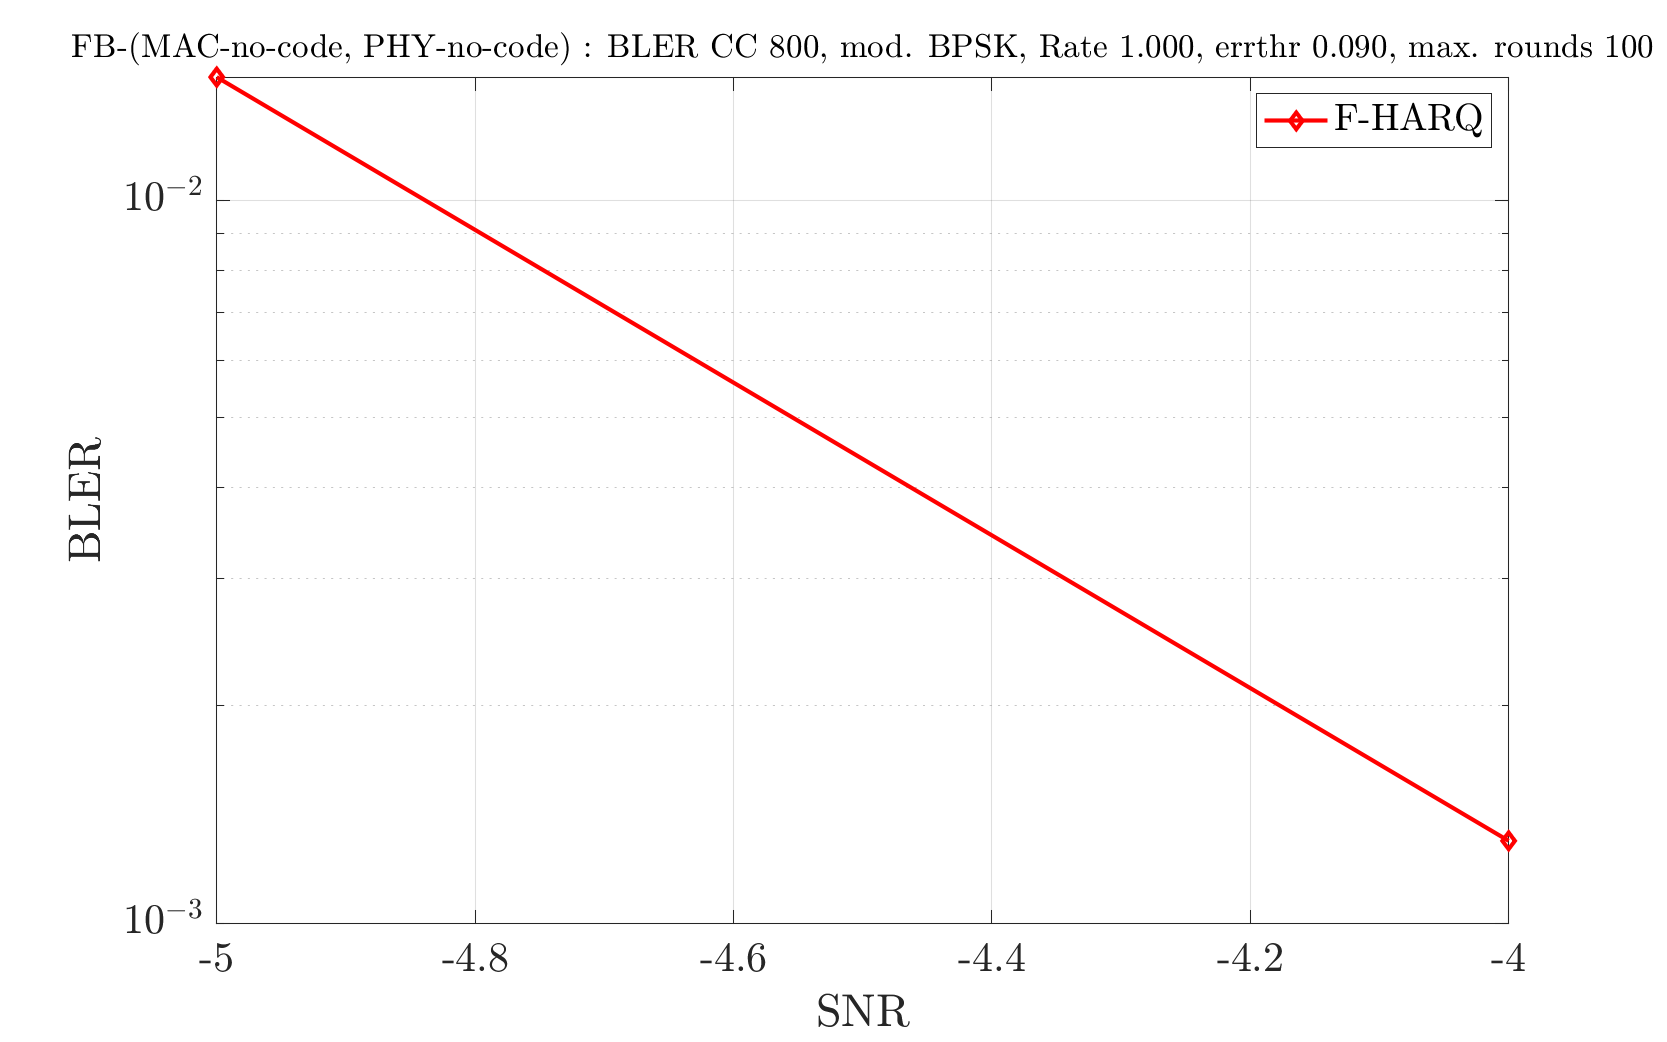 FB-(MAC-no-code, PHY-no-code) : BLER CC 800, mod. BPSK, Rate 1.000, errthr 0.090, max. rounds 100
F-HARQ
10^{-2}
BLER
10^{-3}
-5 -4.8 -4.6 -4.4 -4.2 -4
SNR